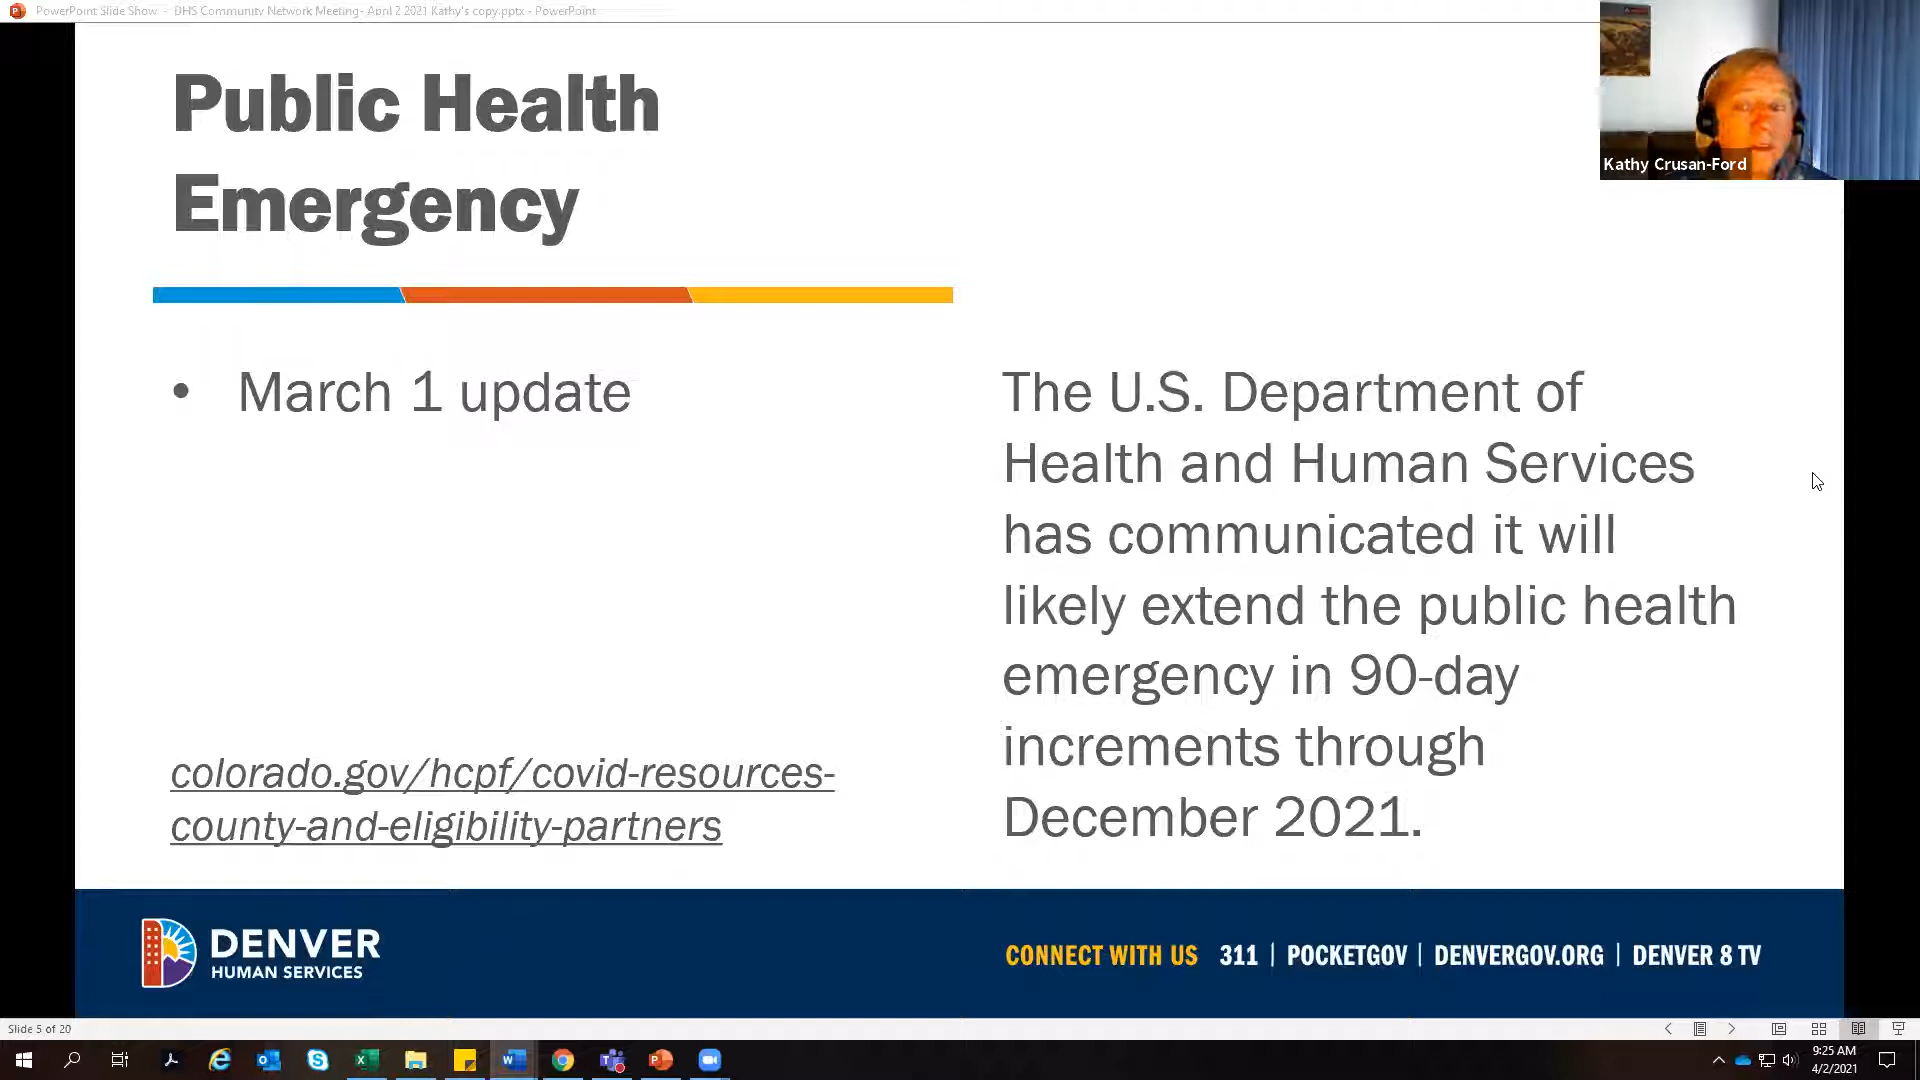 PowerPoint Slide Show - DHS Community Network Meeting- April 2 2021 Kathy's copy.pptx - PowerPoint
Kathy Crusan-Ford
Public Health
Emergency
• March 1 update
colorado.gov/hcpf/covid-resources-
county-and-eligibility-partners
The U.S. Department of
Health and Human Services
has communicated it will
likely extend the public health
emergency in 90-day
increments through
December 2021.
DENVER
HUMAN SERVICES
CONNECT WITH US 311 | POCKETGOV | DENVERGOV.ORG | DENVER 8 TV
Slide 5 of 20
9:25 AM
4/2/2021